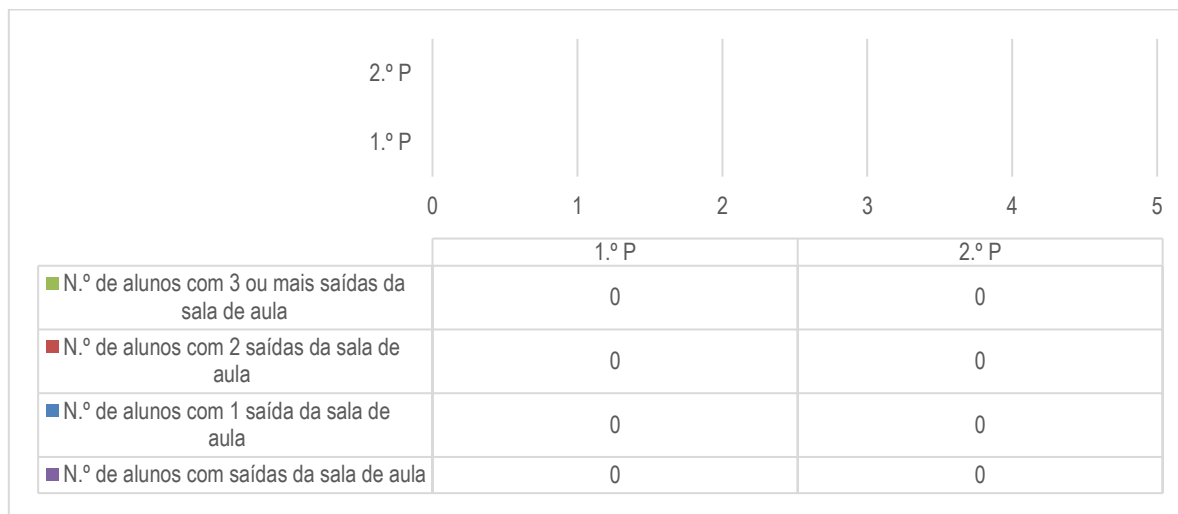 2.º P
1.º P
0 1 2 3 4 5
1.º P 2.º P
N.º de alunos com 3 ou mais saídas da
sala de aula
0 0
N.º de alunos com 2 saídas da sala de
aula
0 0
N.º de alunos com 1 saída da sala de
aula
0 0
N.º de alunos com saídas da sala de aula 0 0